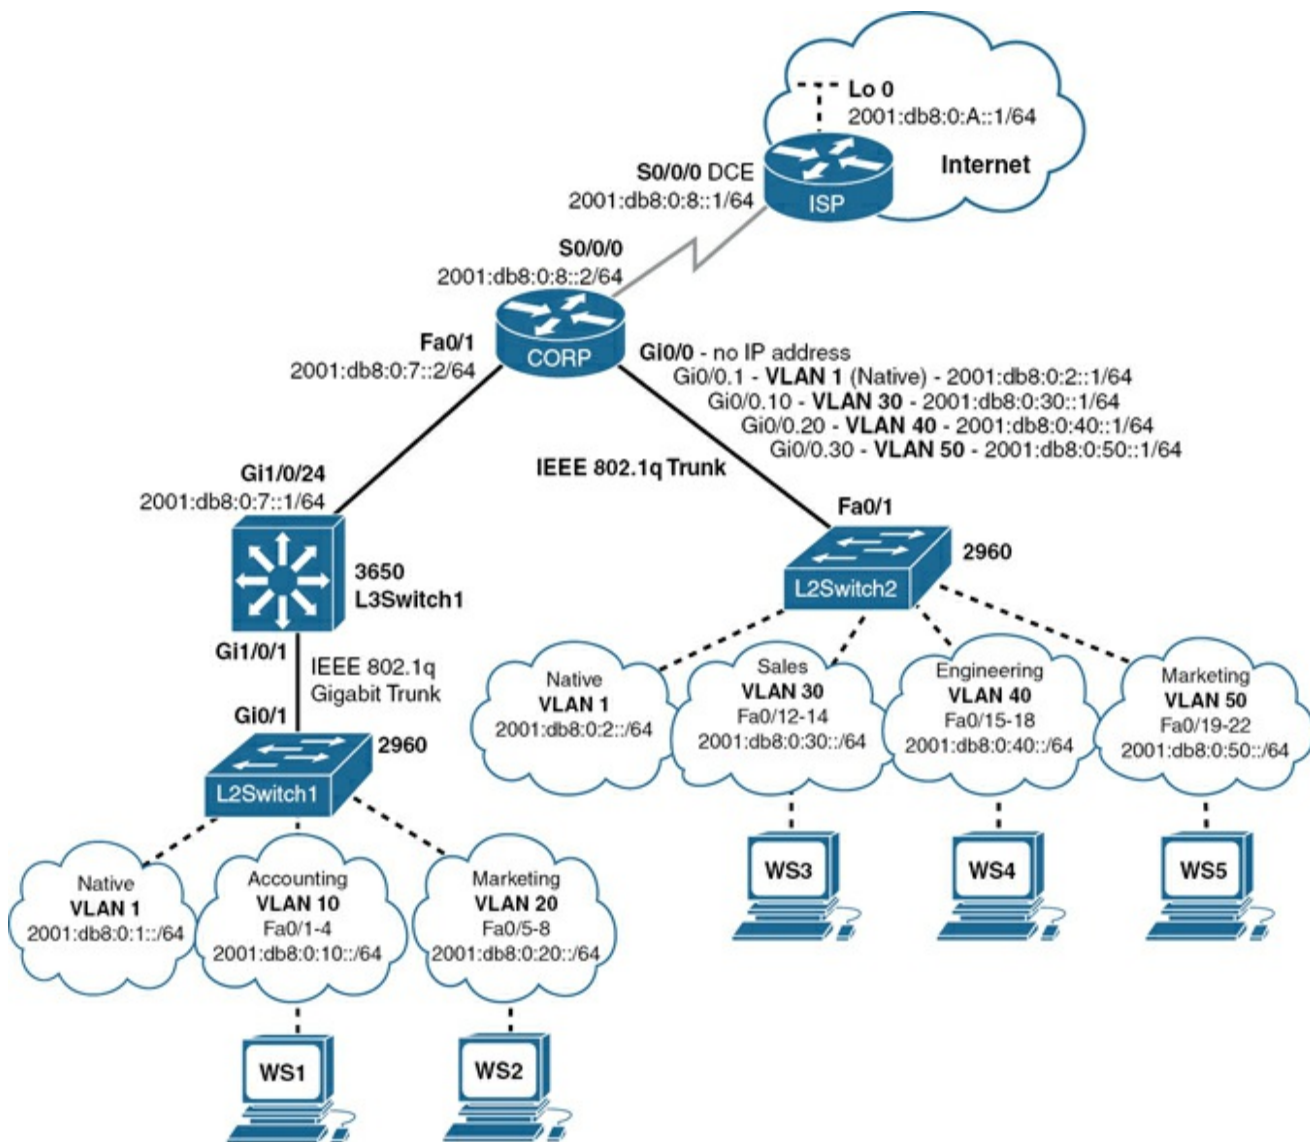 Lo 0
2001:db8:0:A::1/64
Internet
S0/0/0 DCE
2001:db8:0:8::1/64
ISP
S0/0/0
2001:db8:0:8::2/64
Fa0/1
2001:db8:0:7::2/64
CORP
Gi0/0 - no IP address
Gi0/0.1 - VLAN 1 (Native) - 2001:db8:0:2::1/64
Gi0/0.10 - VLAN 30 - 2001:db8:0:30::1/64
Gi0/0.20 - VLAN 40 - 2001:db8:0:40::1/64
Gi0/0.30 - VLAN 50 - 2001:db8:0:50::1/64
IEEE 802.1q Trunk
Gi1/0/24
2001:db8:0:7::1/64
Fa0/1
2960
L2Switch2
3650
L3Switch1
Gi1/0/1
IEEE 802.1q
Gigabit Trunk
Gi0/1
2960
L2Switch1
Native
VLAN 1
2001:db8:0:2::/64
Sales
VLAN 30
Fa0/12-14
2001:db8:0:30::/64
Engineering
VLAN 40
Fa0/15-18
2001:db8:0:40::/64
Marketing
VLAN 50
Fa0/19-22
2001:db8:0:50::/64
WS3
WS4
WS5
Native
VLAN 1
2001:db8:0:1::/64
Accounting
VLAN 10
Fa0/1-4
2001:db8:0:10::/64
Marketing
VLAN 20
Fa0/5-8
2001:db8:0:20::/64
WS1
WS2